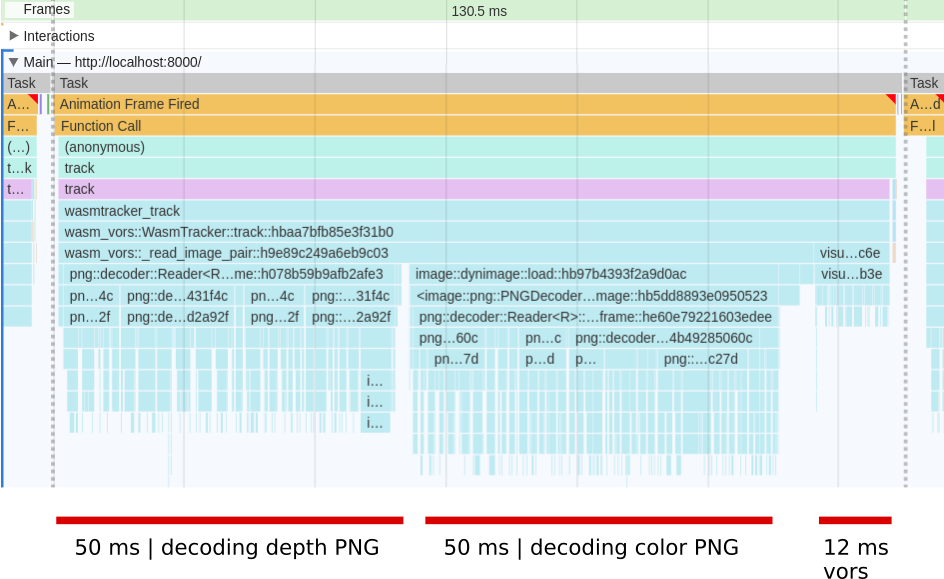 Frames
130.5 ms
Interactions
Main — http://localhost:8000/
Task Task Task
A... Animation Frame Fired A...d
F... Function Call F...l
(...) (anonymous)
t...k track
t... track
wasmtracker_track
wasm_vors::WasmTracker::track::hbaa7bfb85e3f31b0
wasm_vors::_read_image_pair::h9e89c249a6eb9c03 visu...c6e
png::decoder::Reader<R...me::h078b59b9afb2afe3 image::dynimage::load::hb97b4393f2a9d0ac visu...b3e
pn...4c png::de...431f4c pn...4c png::...31f4c <image::png::PNGDecoder...mage::hb5dd8893e0950523
pn...2f png::de...d2a92f png...2f png::...2a92f png::decoder::Reader<R>::...frame::he60e79221603edee
png...60c pn...c png::decoder...4b49285060c
pn...7d pn...d p... png::...c27d
i...
i...
i...
50 ms | decoding depth PNG 50 ms | decoding color PNG 12 ms
vors